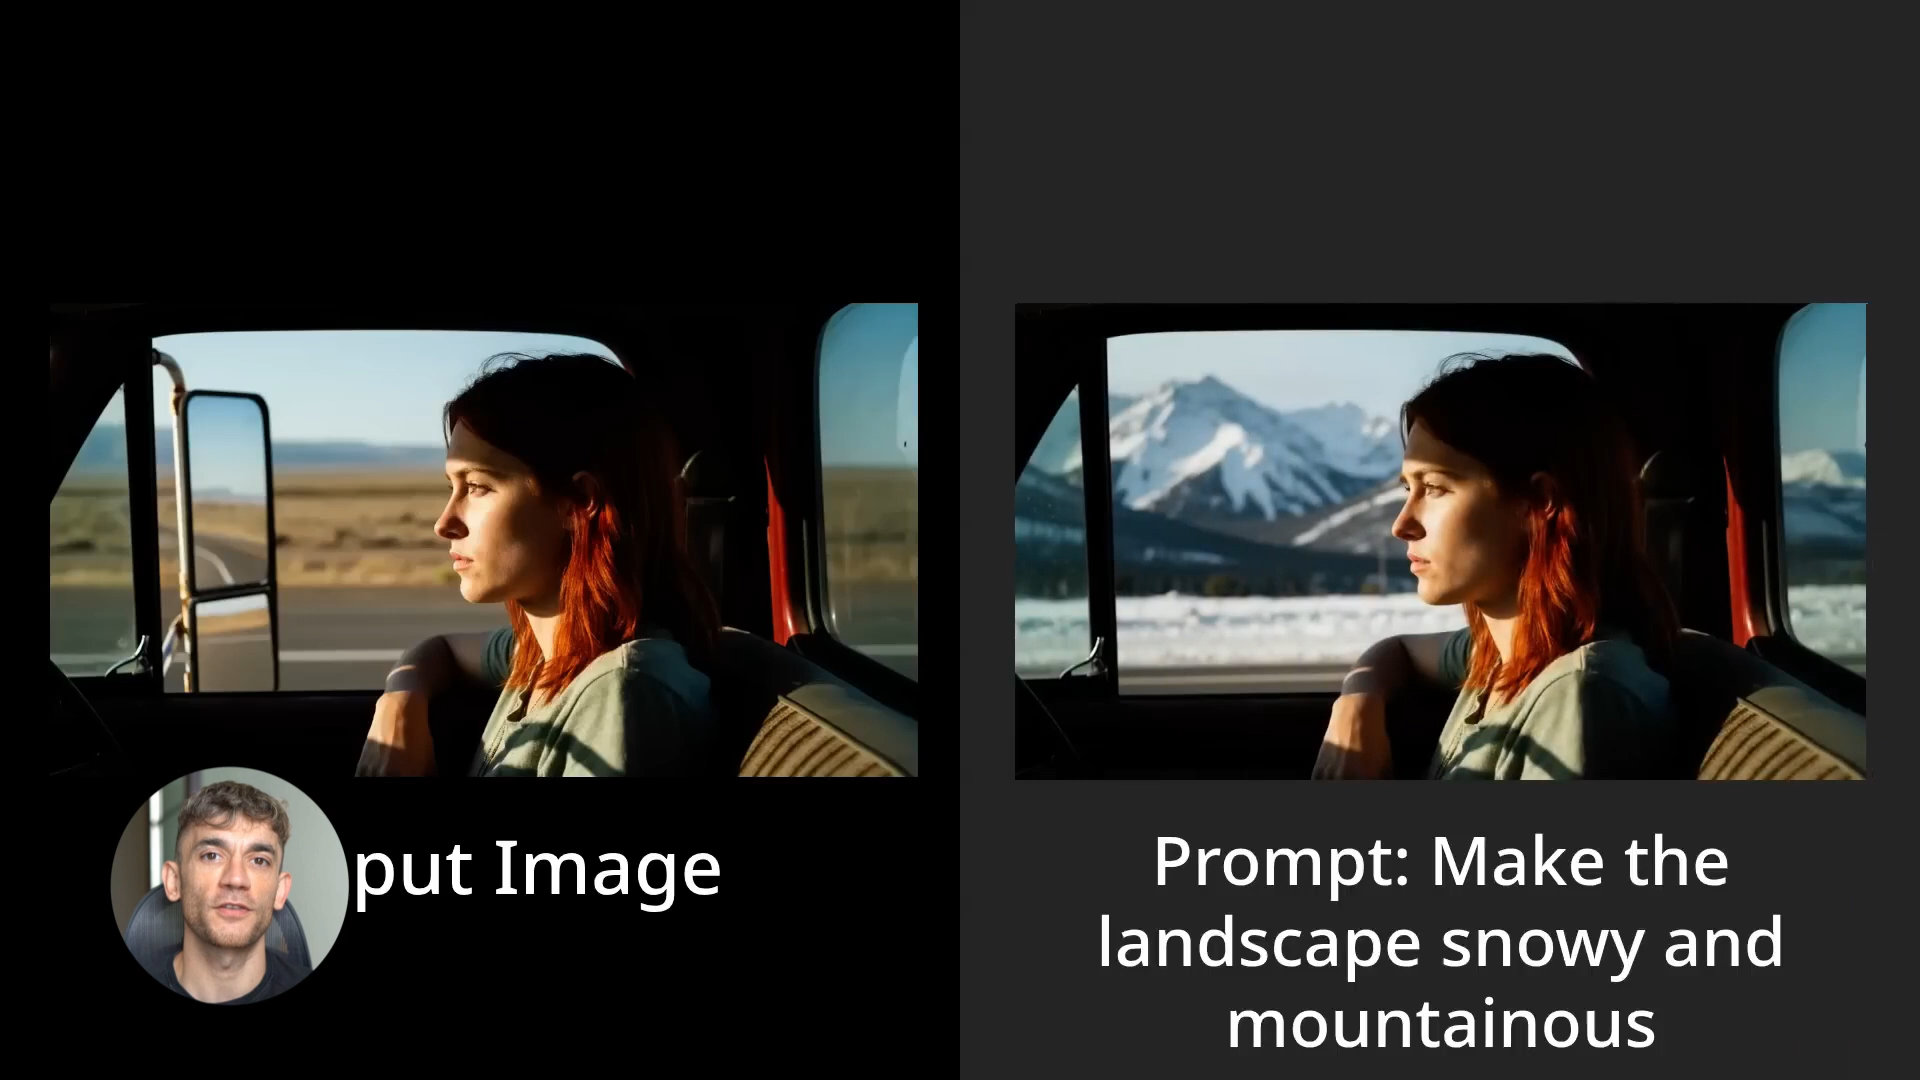 put Image
Prompt: Make the
landscape snowy and
mountainous